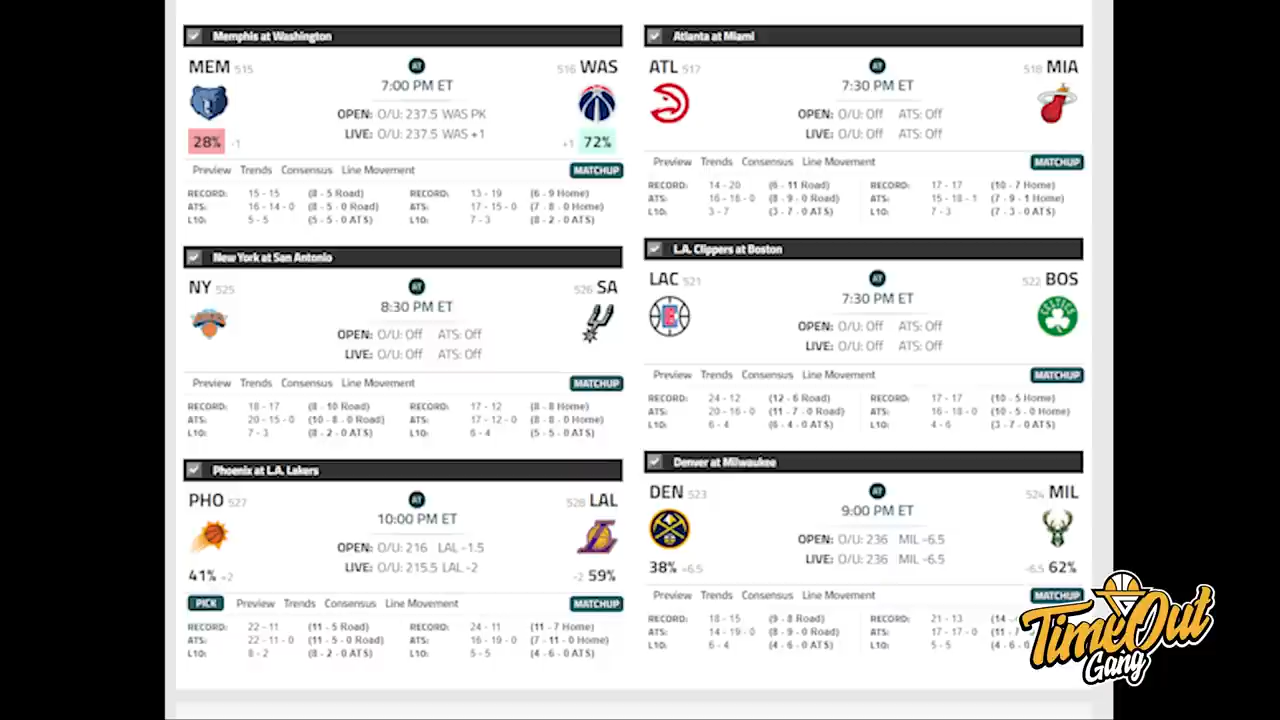 Memphis at Washington
MEM 515
AT
516 WAS
7:00 PM ET
OPEN: O/U: 237.5 WAS PK
LIVE: O/U: 237.5 WAS +1
28% -1
+1 72%
Preview Trends Consensus Line Movement MATCHUP
RECORD: 15 - 15 (8 - 5 Road) RECORD: 13 - 19 (6 - 9 Home)
ATS: 16 - 14 - 0 (8 - 5 - 0 Road) ATS: 17 - 15 - 0 (7 - 8 - 0 Home)
L10: 5 - 5 (5 - 5 - 0 ATS) L10: 7 - 3 (8 - 2 - 0 ATS)
New York at San Antonio
NY 525
AT
526 SA
8:30 PM ET
OPEN: O/U: Off ATS: Off
LIVE: O/U: Off ATS: Off
Preview Trends Consensus Line Movement MATCHUP
RECORD: 18 - 17 (8 - 10 Road) RECORD: 17 - 12 (8 - 8 Home)
ATS: 20 - 15 - 0 (10 - 8 - 0 Road) ATS: 17 - 12 - 0 (8 - 8 - 0 Home)
L10: 7 - 3 (8 - 2 - 0 ATS) L10: 6 - 4 (5 - 5 - 0 ATS)
Phoenix at L.A. Lakers
PHO 527
AT
528 LAL
10:00 PM ET
OPEN: O/U: 216 LAL -1.5
LIVE: O/U: 215.5 LAL -2
41% +2
-2 59%
PICK Preview Trends Consensus Line Movement MATCHUP
RECORD: 22 - 11 (11 - 5 Road) RECORD: 24 - 11 (11 - 7 Home)
ATS: 22 - 11 - 0 (11 - 5 - 0 Road) ATS: 16 - 19 - 0 (7 - 11 - 0 Home)
L10: 8 - 2 (8 - 2 - 0 ATS) L10: 5 - 5 (4 - 6 - 0 ATS)
Atlanta at Miami
ATL 517
AT
518 MIA
7:30 PM ET
OPEN: O/U: Off ATS: Off
LIVE: O/U: Off ATS: Off
Preview Trends Consensus Line Movement MATCHUP
RECORD: 14 - 20 (6 - 11 Road) RECORD: 17 - 17 (10 - 7 Home)
ATS: 16 - 18 - 0 (8 - 9 - 0 Road) ATS: 15 - 18 - 1 (7 - 9 - 1 Home)
L10: 3 - 7 (3 - 7 - 0 ATS) L10: 7 - 3 (7 - 3 - 0 ATS)
L.A. Clippers at Boston
LAC 521
AT
522 BOS
7:30 PM ET
OPEN: O/U: Off ATS: Off
LIVE: O/U: Off ATS: Off
Preview Trends Consensus Line Movement MATCHUP
RECORD: 24 - 12 (12 - 6 Road) RECORD: 17 - 17 (10 - 5 Home)
ATS: 20 - 16 - 0 (11 - 7 - 0 Road) ATS: 16 - 18 - 0 (10 - 5 - 0 Home)
L10: 6 - 4 (6 - 4 - 0 ATS) L10: 4 - 6 (3 - 7 - 0 ATS)
Denver at Milwaukee
DEN 523
AT
524 MIL
9:00 PM ET
OPEN: O/U: 236 MIL -6.5
LIVE: O/U: 236 MIL -6.5
38% +6.5
-6.5 62%
Preview Trends Consensus Line Movement MATCHUP
RECORD: 18 - 15 (9 - 8 Road) RECORD: 21 - 13 (14 -
ATS: 14 - 19 - 0 (8 - 9 - 0 Road) ATS: 17 - 17 - 0 (11 - 7
L10: 6 - 4 (4 - 6 - 0 ATS) L10: 5 - 5 (4 - 6 - 0
TimeOut
Gang